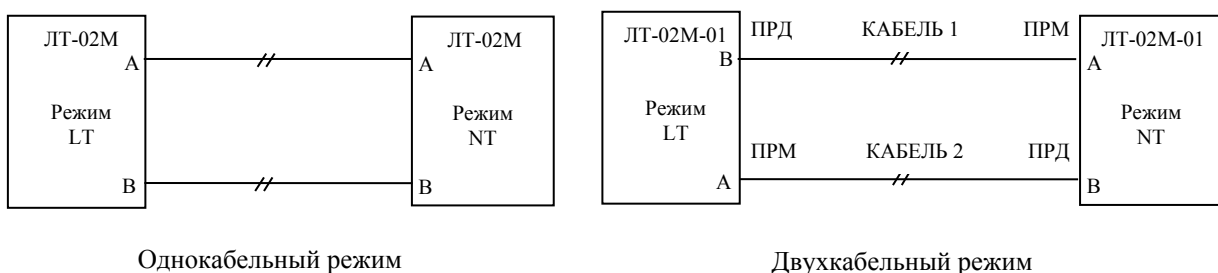 ЛТ-02М
A
Режим
LT
B
ЛТ-02М
A
Режим
NT
B
Однокабельный режим
ЛТ-02М-01
B
Режим
LT
A
ПРД КАБЕЛЬ 1 ПРМ
ПРМ КАБЕЛЬ 2 ПРД
ЛТ-02М-01
A
Режим
NT
B
Двухкабельный режим